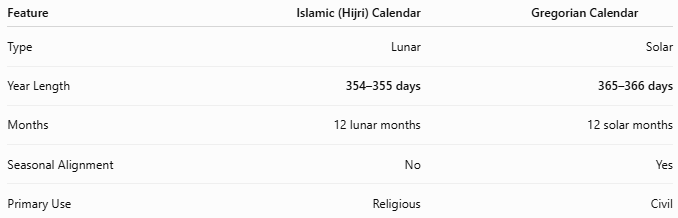 Feature Islamic (Hijri) Calendar Gregorian Calendar
Type Lunar Solar
Year Length 354–355 days 365–366 days
Months 12 lunar months 12 solar months
Seasonal Alignment No Yes
Primary Use Religious Civil